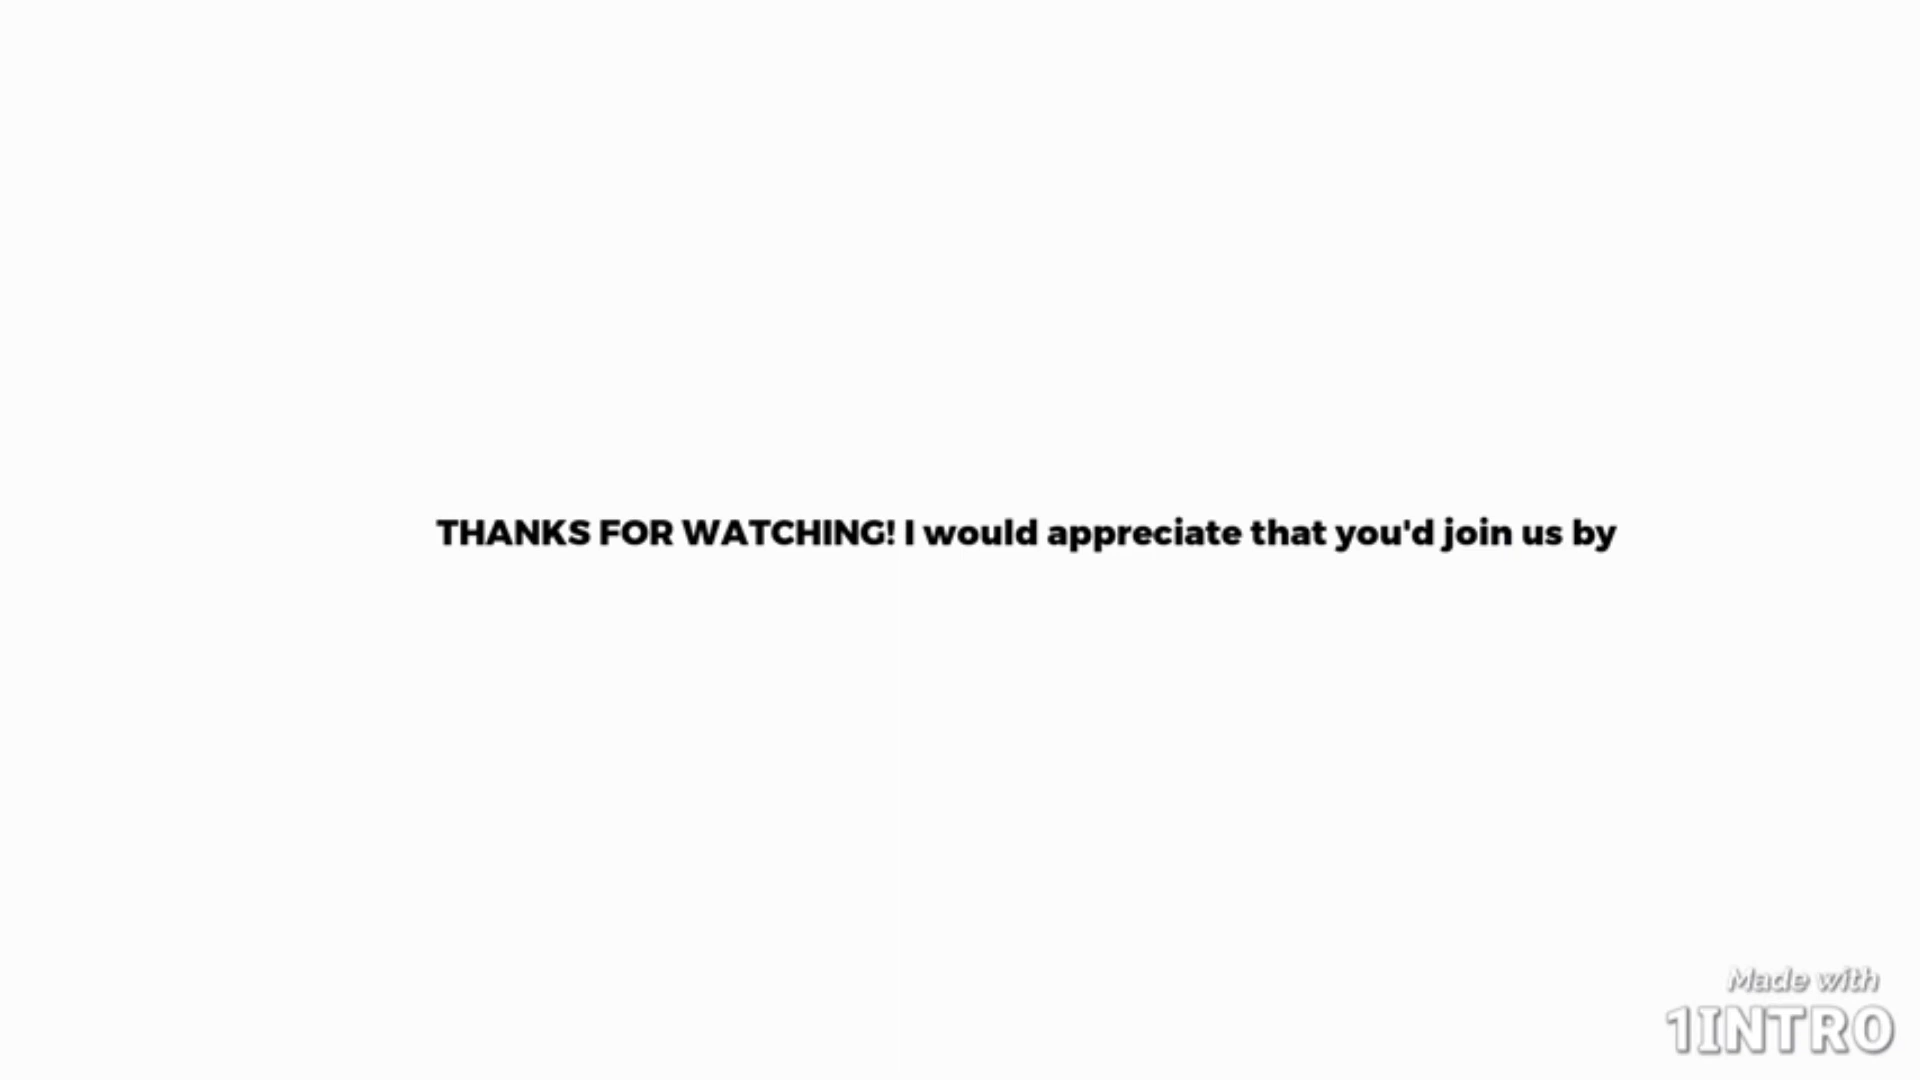 THANKS FOR WATCHING! I would appreciate that you'd join us by
Made with
1INTRO